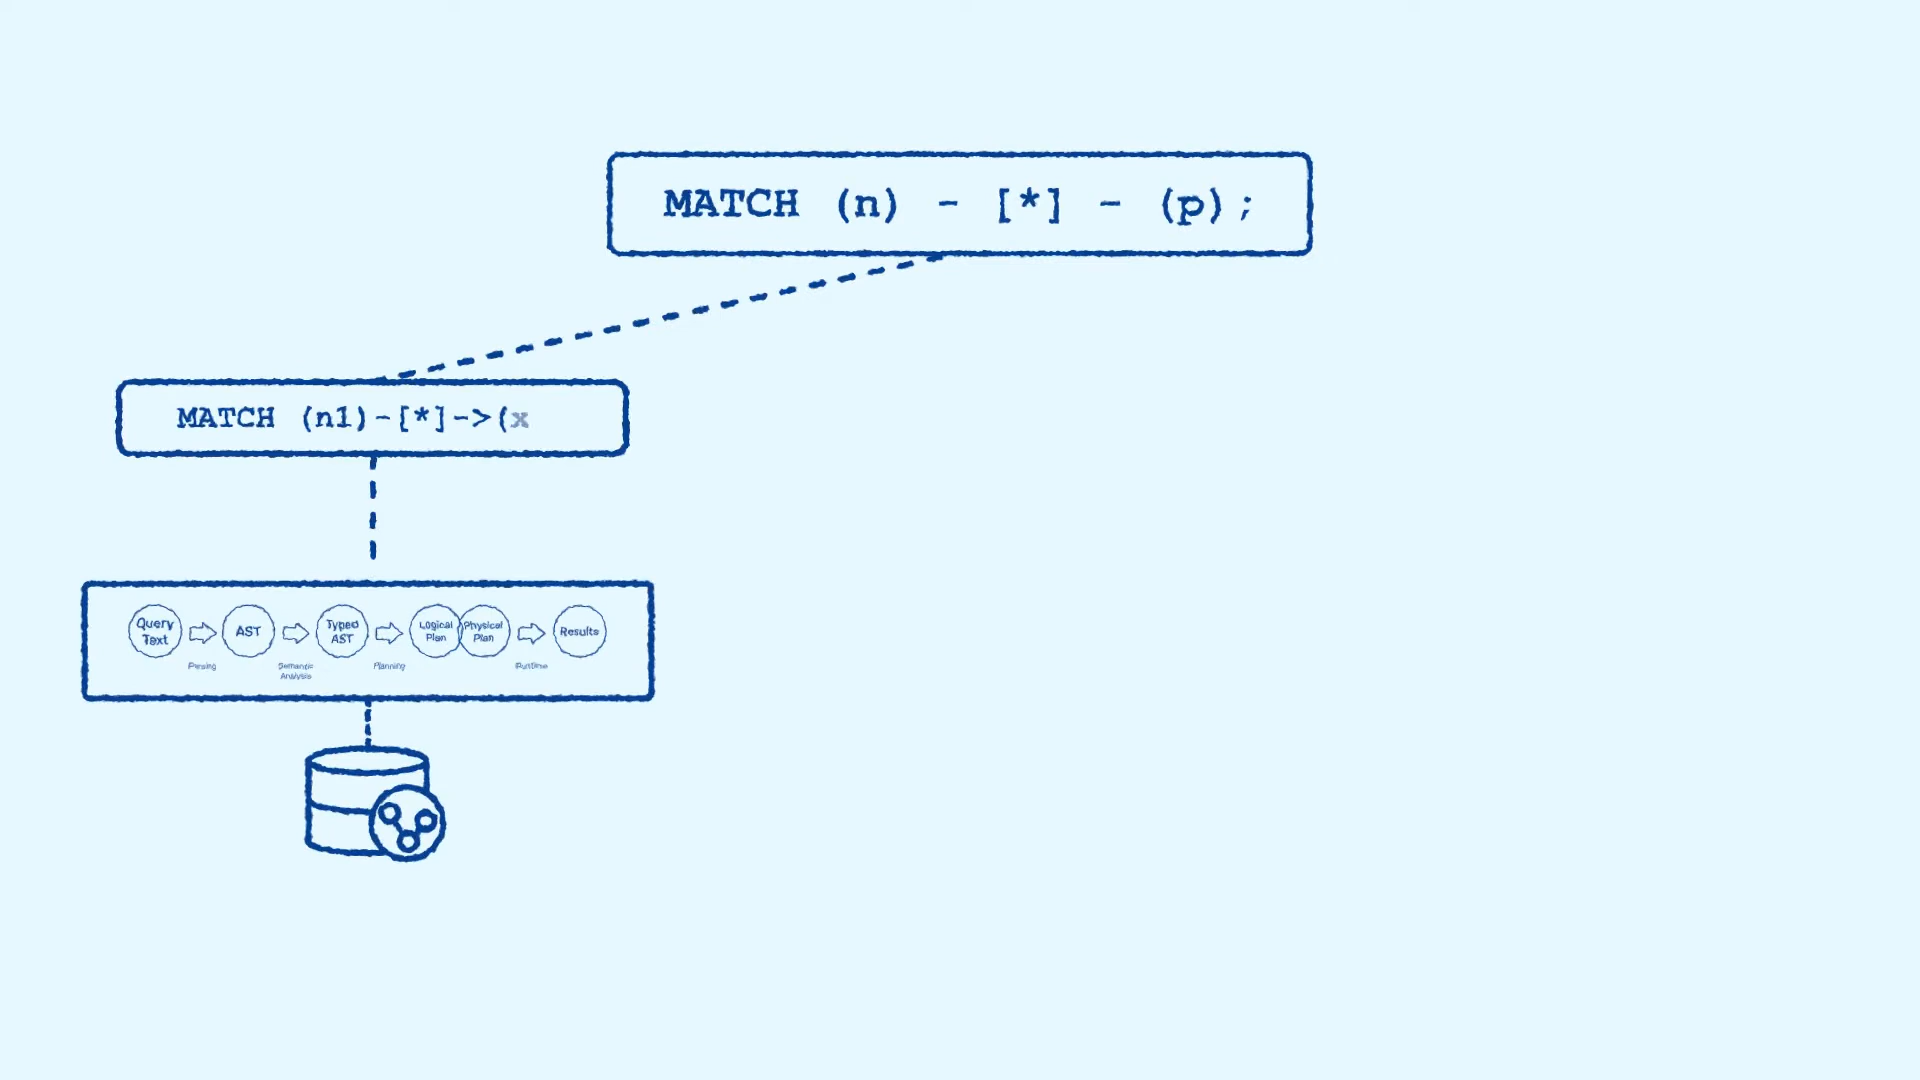 MATCH (n) - [*] - (p);
MATCH (n1)-[*]->(x
Query Text
AST
Typed AST
Logical Plan
Physical Plan
Results
Parsing
Semantic Analysis
Planning
Runtime